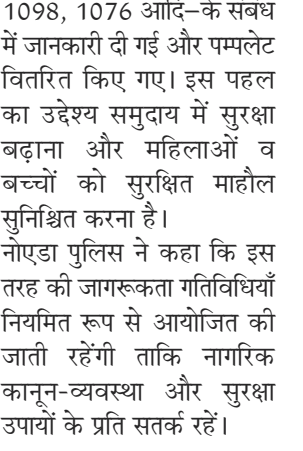 1098, 1076 आदि–के संबंध
में जानकारी दी गई और पम्पलेट
वितरित किए गए। इस पहल
का उद्देश्य समुदाय में सुरक्षा
बढ़ाना और महिलाओं व
बच्चों को सुरक्षित माहौल
सुनिश्चित करना है।
नोएडा पुलिस ने कहा कि इस
तरह की जागरूकता गतिविधियाँ
नियमित रूप से आयोजित की
जाती रहेंगी ताकि नागरिक
कानून-व्यवस्था और सुरक्षा
उपायों के प्रति सतर्क रहें।